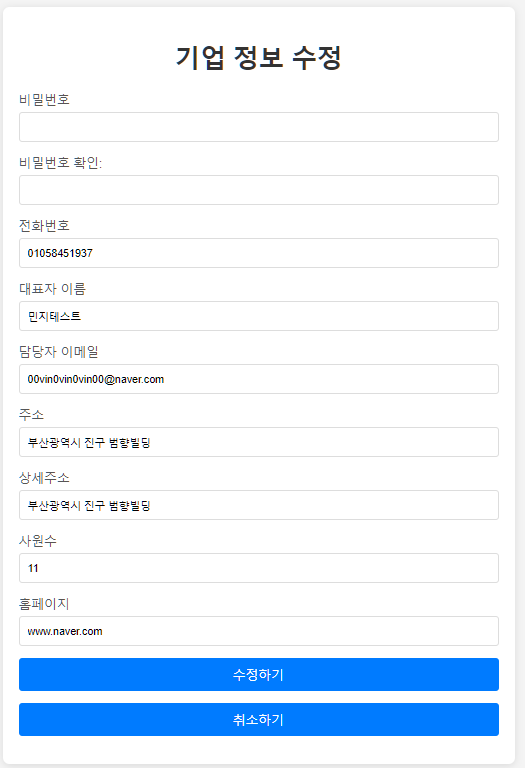 기업 정보 수정
비밀번호
비밀번호 확인:
전화번호
01058451937
대표자 이름
민지테스트
담당자 이메일
00vin0vin0vin00@naver.com
주소
부산광역시 진구 범향빌딩
상세주소
부산광역시 진구 범향빌딩
사원수
11
홈페이지
www.naver.com
수정하기
취소하기